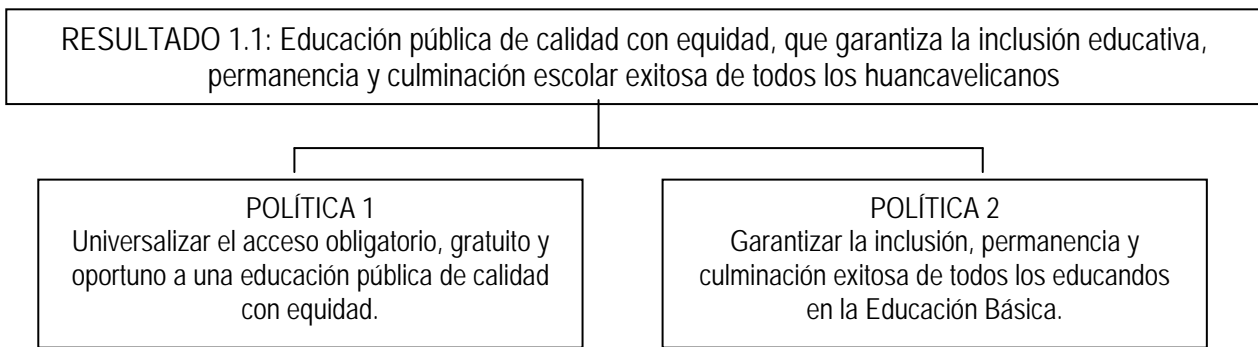 RESULTADO 1.1: Educación pública de calidad con equidad, que garantiza la inclusión educativa,
permanencia y culminación escolar exitosa de todos los huancavelicanos
POLÍTICA 1
Universalizar el acceso obligatorio, gratuito y
oportuno a una educación pública de calidad
con equidad.
POLÍTICA 2
Garantizar la inclusión, permanencia y
culminación exitosa de todos los educandos
en la Educación Básica.